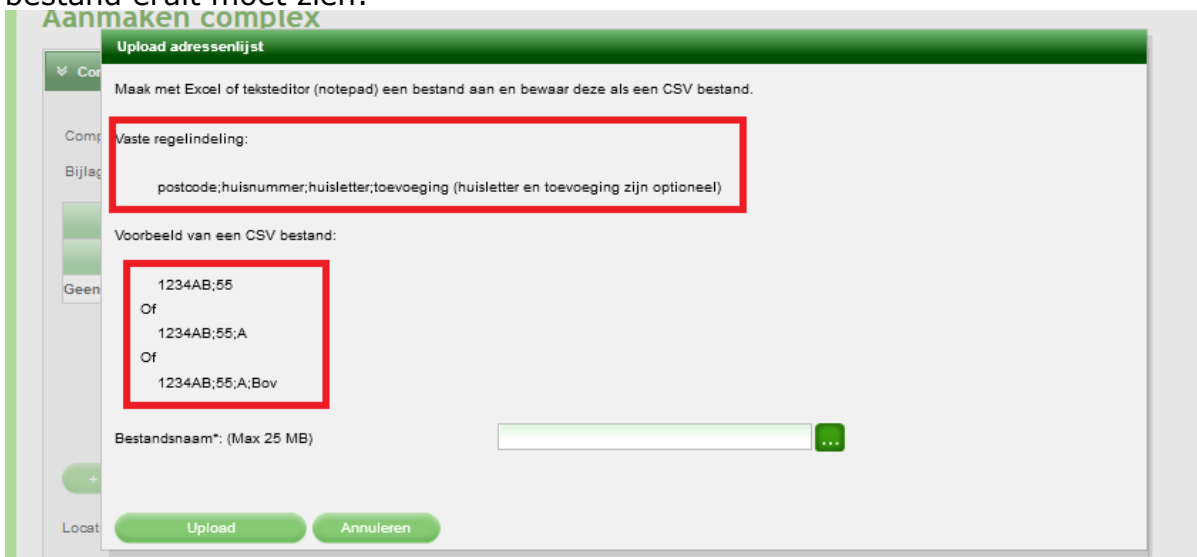 bestand eruit moet zien:
Aanmaken complex
Upload adressenlijst
Con
Maak met Excel of teksteditor (notepad) een bestand aan en bewaar deze als een CSV bestand.
Comp
Vaste regelindeling:
Bijlag
postcode;huisnummer;huisletter;toevoeging (huisletter en toevoeging zijn optioneel)
Voorbeeld van een CSV bestand:
1234AB;55
Geen
Of
1234AB;55;A
Of
1234AB;55;A;Bov
Bestandsnaam*: (Max 25 MB)
...
+
Locat
Upload
Annuleren